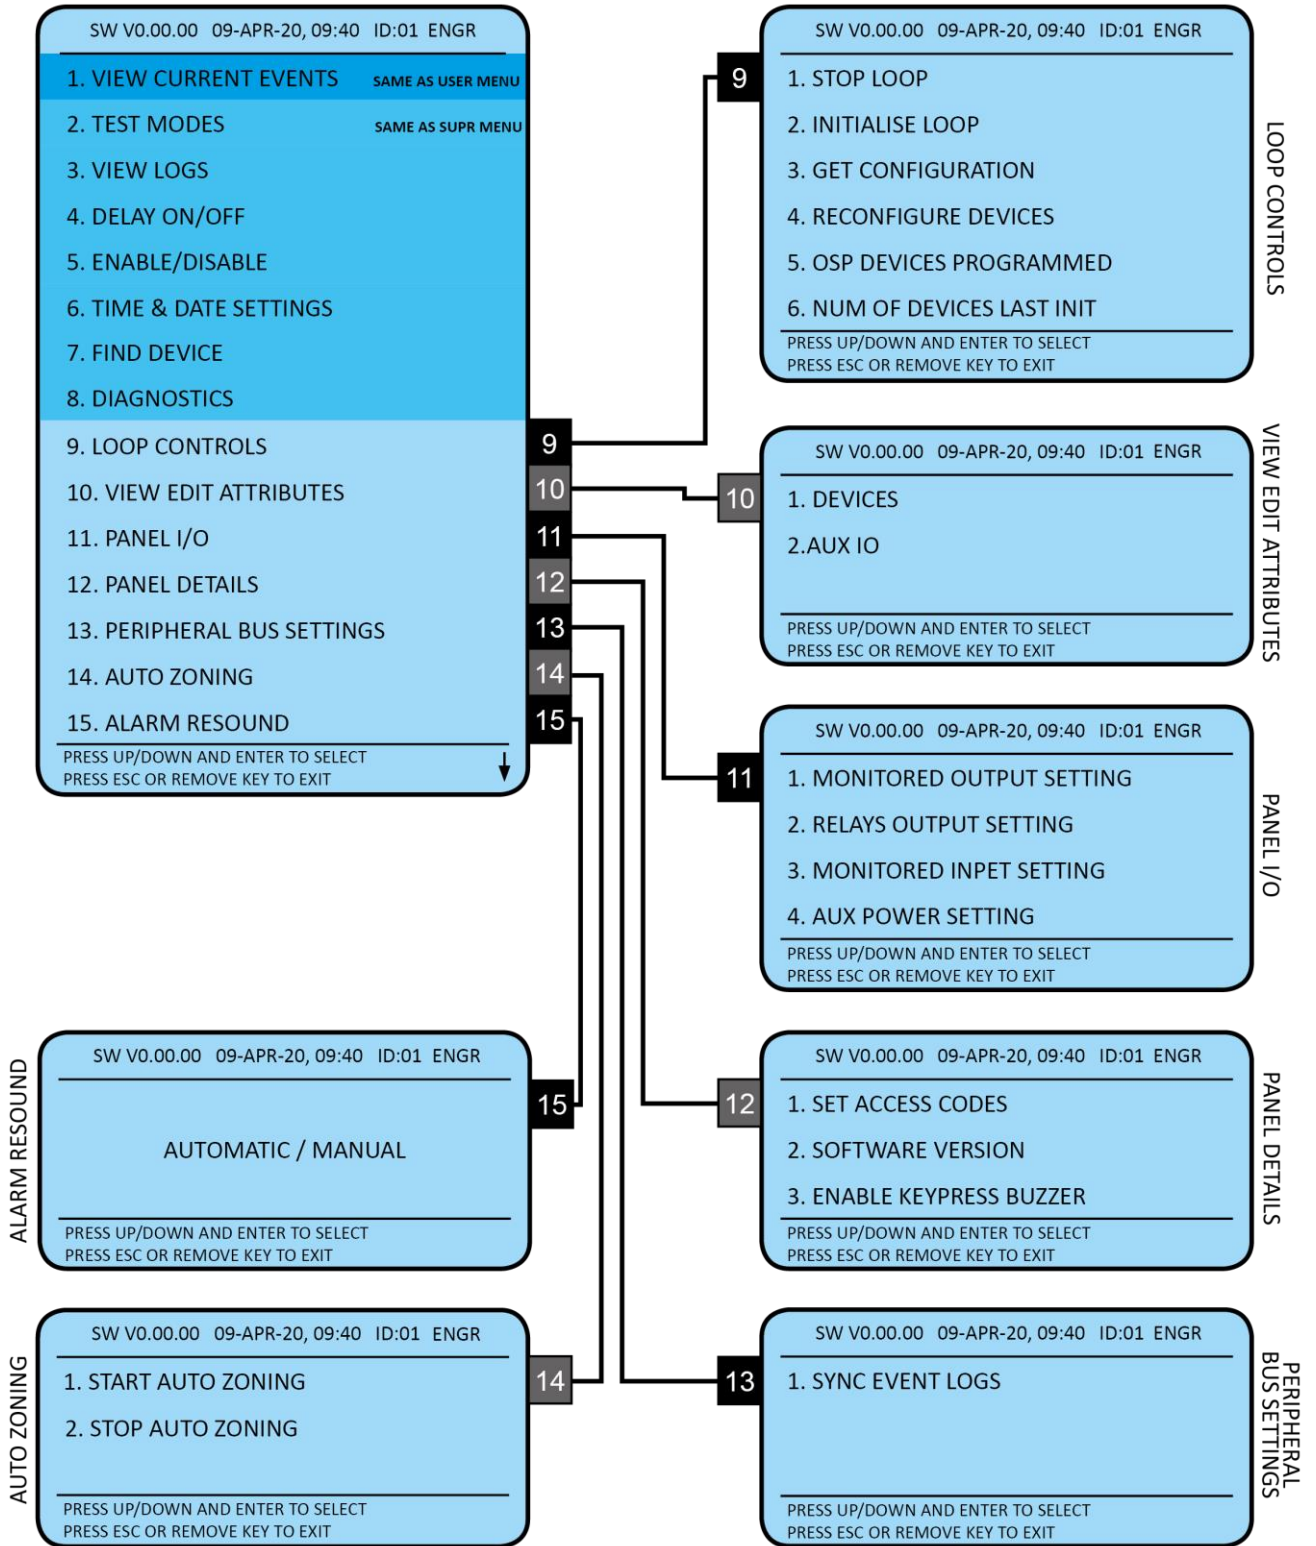 SW V0.00.00 09-APR-20, 09:40 ID:01 ENGR
1. VIEW CURRENT EVENTS SAME AS USER MENU
2. TEST MODES SAME AS SUPR MENU
3. VIEW LOGS
4. DELAY ON/OFF
5. ENABLE/DISABLE
6. TIME & DATE SETTINGS
7. FIND DEVICE
8. DIAGNOSTICS
9. LOOP CONTROLS 9
10. VIEW EDIT ATTRIBUTES 10
11. PANEL I/O 11
12. PANEL DETAILS 12
13. PERIPHERAL BUS SETTINGS 13
14. AUTO ZONING 14
15. ALARM RESOUND 15
PRESS UP/DOWN AND ENTER TO SELECT
PRESS ESC OR REMOVE KEY TO EXIT
SW V0.00.00 09-APR-20, 09:40 ID:01 ENGR
9 1. STOP LOOP
2. INITIALISE LOOP
3. GET CONFIGURATION
4. RECONFIGURE DEVICES
5. OSP DEVICES PROGRAMMED
6. NUM OF DEVICES LAST INIT
PRESS UP/DOWN AND ENTER TO SELECT
PRESS ESC OR REMOVE KEY TO EXIT
LOOP CONTROLS
SW V0.00.00 09-APR-20, 09:40 ID:01 ENGR
10 1. DEVICES
2.AUX IO
PRESS UP/DOWN AND ENTER TO SELECT
PRESS ESC OR REMOVE KEY TO EXIT
VIEW EDIT ATTRIBUTES
SW V0.00.00 09-APR-20, 09:40 ID:01 ENGR
11 1. MONITORED OUTPUT SETTING
2. RELAYS OUTPUT SETTING
3. MONITORED INPET SETTING
4. AUX POWER SETTING
PRESS UP/DOWN AND ENTER TO SELECT
PRESS ESC OR REMOVE KEY TO EXIT
PANEL I/O
ALARM RESOUND
SW V0.00.00 09-APR-20, 09:40 ID:01 ENGR
15
AUTOMATIC / MANUAL
PRESS UP/DOWN AND ENTER TO SELECT
PRESS ESC OR REMOVE KEY TO EXIT
SW V0.00.00 09-APR-20, 09:40 ID:01 ENGR
12 1. SET ACCESS CODES
2. SOFTWARE VERSION
3. ENABLE KEYPRESS BUZZER
PRESS UP/DOWN AND ENTER TO SELECT
PRESS ESC OR REMOVE KEY TO EXIT
PANEL DETAILS
AUTO ZONING
SW V0.00.00 09-APR-20, 09:40 ID:01 ENGR
1. START AUTO ZONING 14
2. STOP AUTO ZONING
PRESS UP/DOWN AND ENTER TO SELECT
PRESS ESC OR REMOVE KEY TO EXIT
SW V0.00.00 09-APR-20, 09:40 ID:01 ENGR
13 1. SYNC EVENT LOGS
PRESS UP/DOWN AND ENTER TO SELECT
PRESS ESC OR REMOVE KEY TO EXIT
PERIPHERAL
BUS SETTINGS